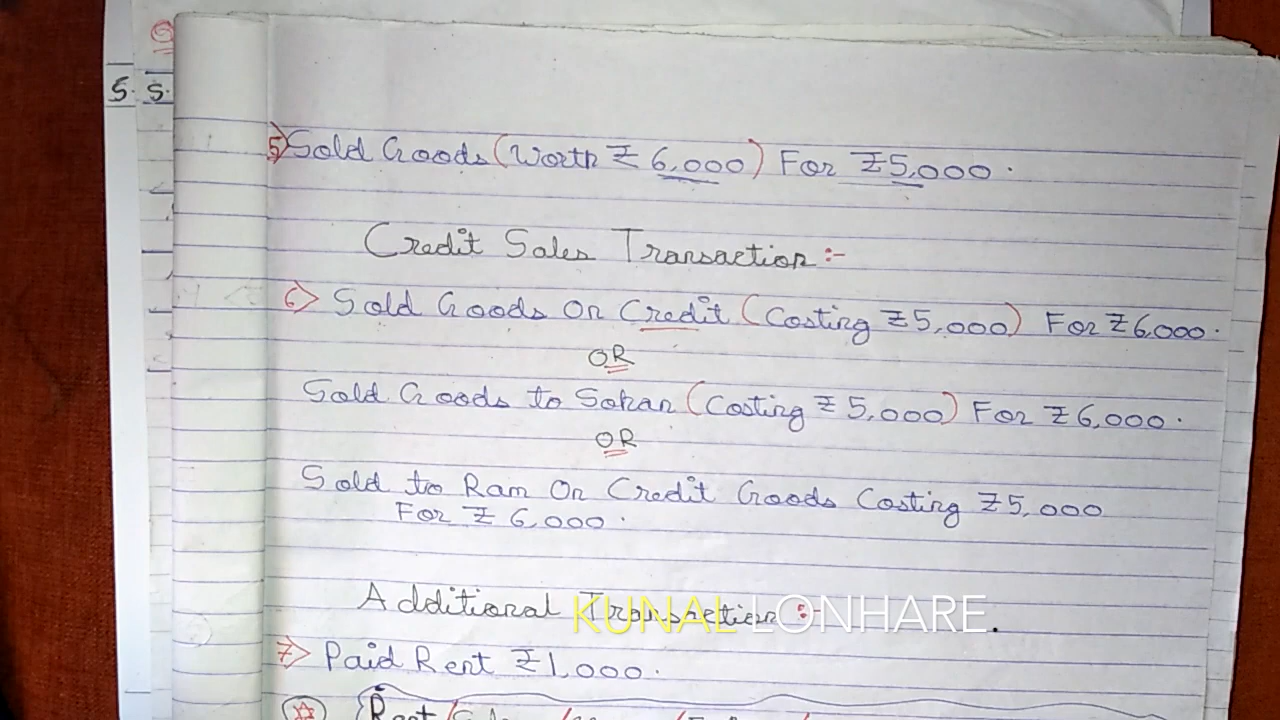 S. S.
5> Sold Goods (Worth ₹ 6,000) For ₹5,000.
Credit Sales Transaction :-
6> Sold Goods On Credit (Costing ₹5,000) For ₹6,000.
OR
Sold Goods to Sohan (Costing ₹5,000) For ₹6,000.
OR
Sold to Ram On Credit Goods Costing ₹5,000
For ₹ 6,000.
Additional Transaction :-
KUNAL LONHARE
7> Paid Rent ₹1,000.